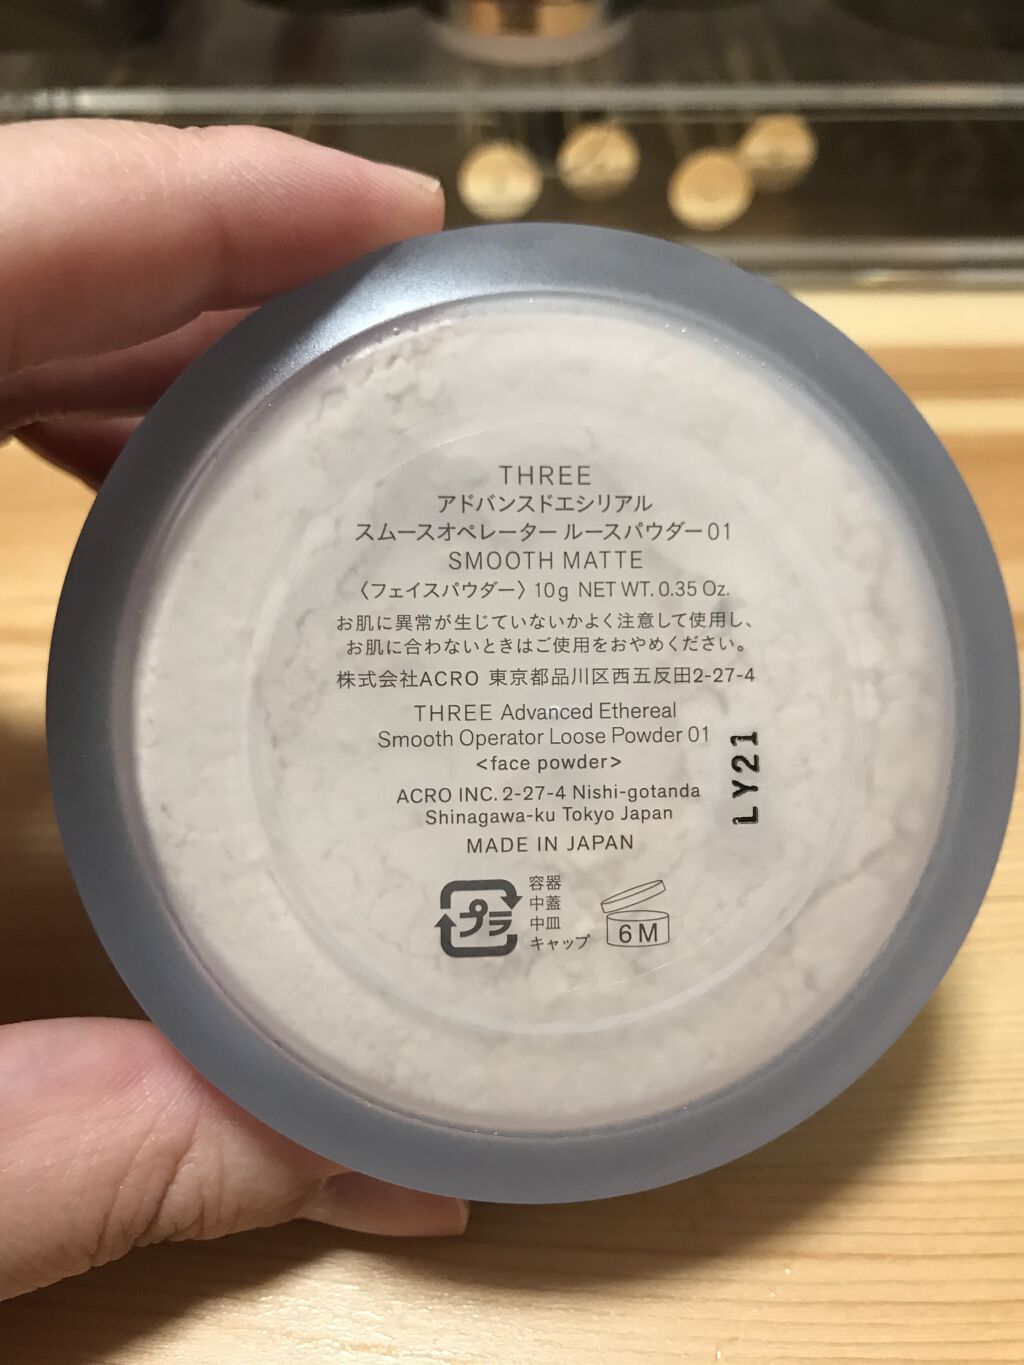 THREE
アドバンスドエシリアル
スムースオペレーター ルースパウダー01
SMOOTH MATTE
〈フェイスパウダー〉10g NET WT. 0.35 Oz.
お肌に異常が生じていないかよく注意して使用し、
お肌に合わないときはご使用をおやめください。
株式会社ACRO 東京都品川区西五反田2-27-4
THREE Advanced Ethereal
Smooth Operator Loose Powder 01
<face powder>
ACRO INC. 2-27-4 Nishi-gotanda
Shinagawa-ku Tokyo Japan
MADE IN JAPAN
LY21
プラ
容器
中蓋
中皿
キャップ
6M